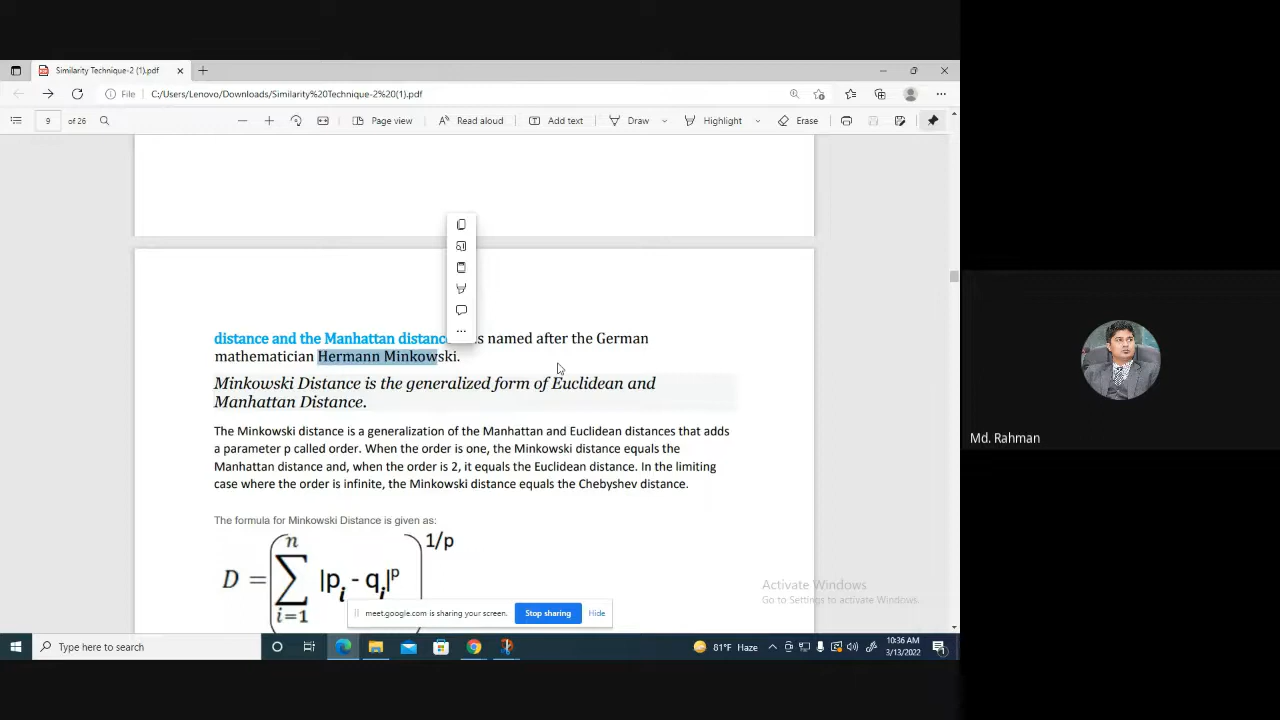 Similarity Technique-2 (1).pdf
File C:/Users/Lenovo/Downloads/Similarity%20Technique-2%20(1).pdf
9 of 26 Page view Read aloud Add text Draw Highlight Erase
distance and the Manhattan distanc s named after the German
mathematician Hermann Minkowski.
Minkowski Distance is the generalized form of Euclidean and
Manhattan Distance.
The Minkowski distance is a generalization of the Manhattan and Euclidean distances that adds
a parameter p called order. When the order is one, the Minkowski distance equals the
Manhattan distance and, when the order is 2, it equals the Euclidean distance. In the limiting
case where the order is infinite, the Minkowski distance equals the Chebyshev distance.
The formula for Minkowski Distance is given as:
D = ( n ∑ i=1 |pi - qi|p ) 1/p
Activate Windows
Go to Settings to activate Windows.
meet.google.com is sharing your screen. Stop sharing Hide
Type here to search
81°F Haze
10:36 AM
3/13/2022
Md. Rahman